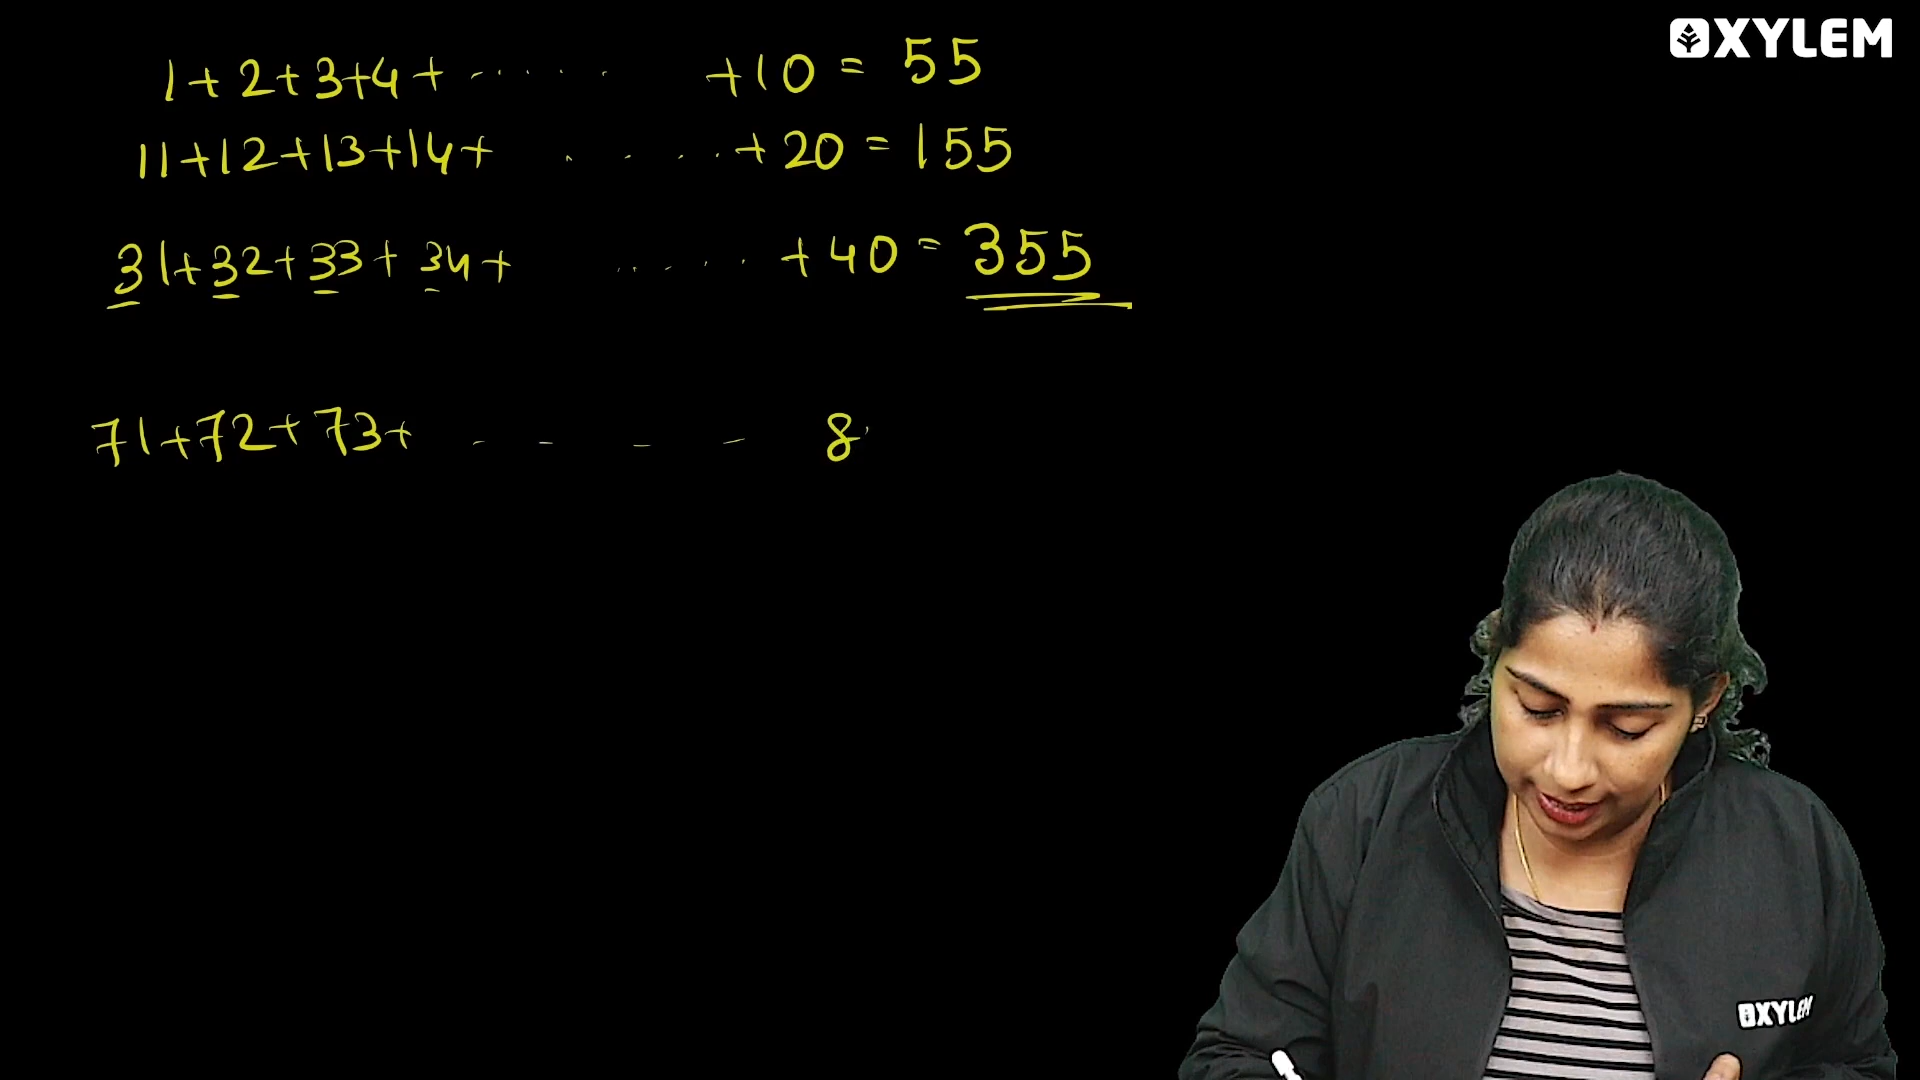 OXYLEM
1+2+3+4+ ...... +10 = 55
11+12+13+14+ ..... +20 = 155
31+32+33+34+ ...... +40 = 355
71+72+73+ - - - - 8
OXYLEM